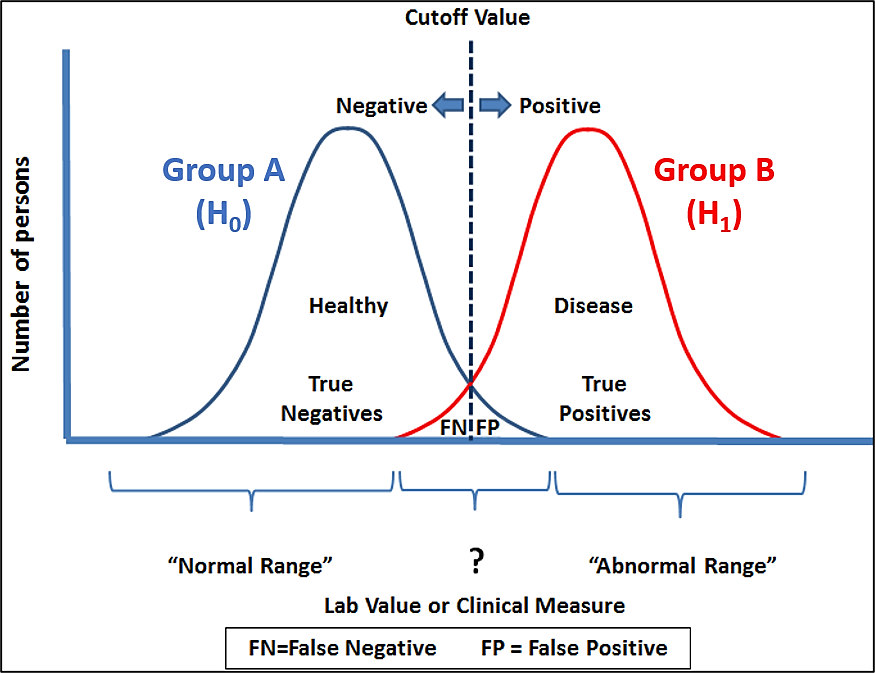 Cutoff Value
Negative
Positive
Group A
(H₀)
Group B
(H₁)
Number of persons
Healthy
Disease
True
Negatives
True
Positives
FN
FP
“Normal Range”
?
“Abnormal Range”
Lab Value or Clinical Measure
FN=False Negative FP = False Positive